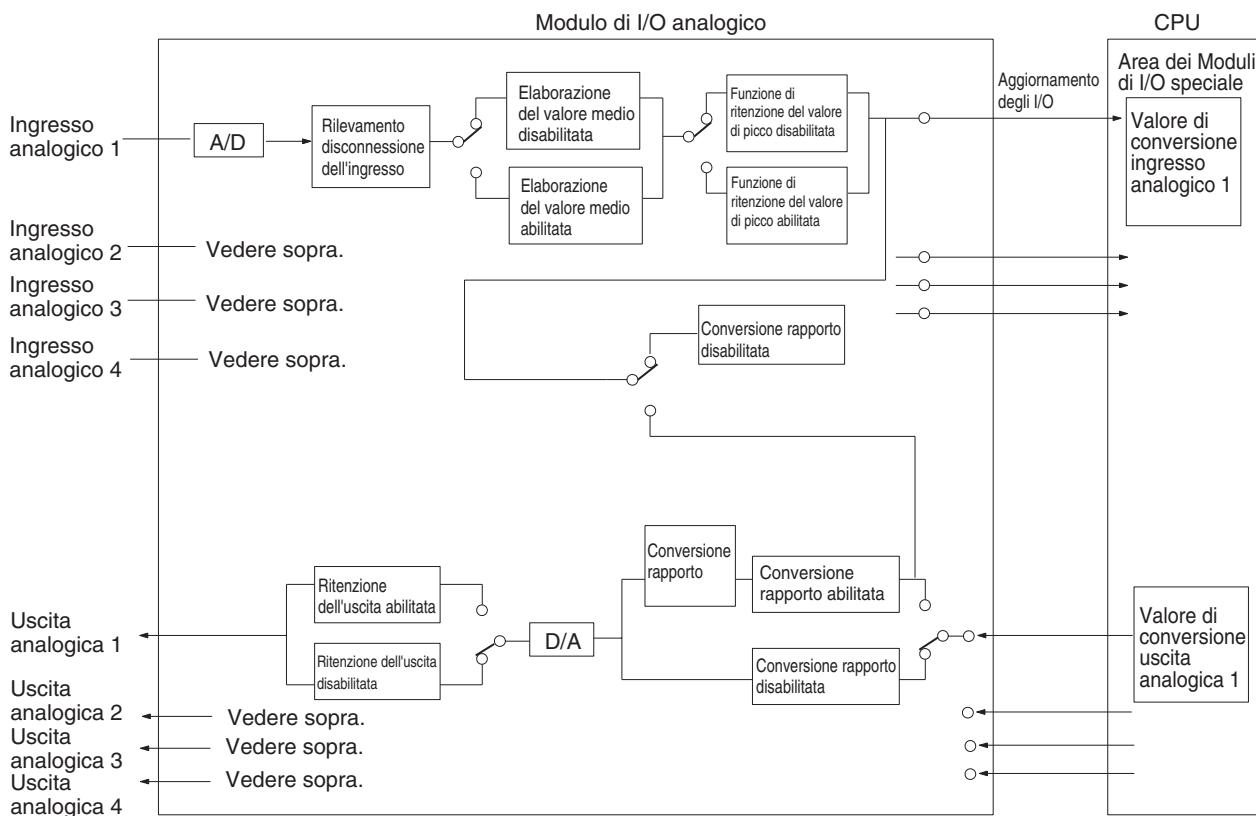 Modulo di I/O analogico
CPU
Ingresso
analogico 1
A/D
Rilevamento
disconnessione
dell'ingresso
Elaborazione
del valore medio
disabilitata
Elaborazione
del valore medio
abilitata
Funzione di
ritenzione del valore
di picco disabilitata
Funzione di
ritenzione del valore
di picco abilitata
Aggiornamento
degli I/O
Area dei Moduli
di I/O speciale
Valore di
conversione
ingresso
analogico 1
Ingresso
analogico 2
Vedere sopra.
Ingresso
analogico 3
Vedere sopra.
Ingresso
analogico 4
Vedere sopra.
Conversione rapporto
disabilitata
Conversione
rapporto
Conversione
rapporto abilitata
Conversione rapporto
disabilitata
Valore di
conversione
uscita
analogica 1
D/A
Ritenzione
dell'uscita abilitata
Ritenzione dell'uscita
disabilitata
Uscita
analogica 1
Uscita
analogica 2
Vedere sopra.
Uscita
analogica 3
Vedere sopra.
Uscita
analogica 4
Vedere sopra.